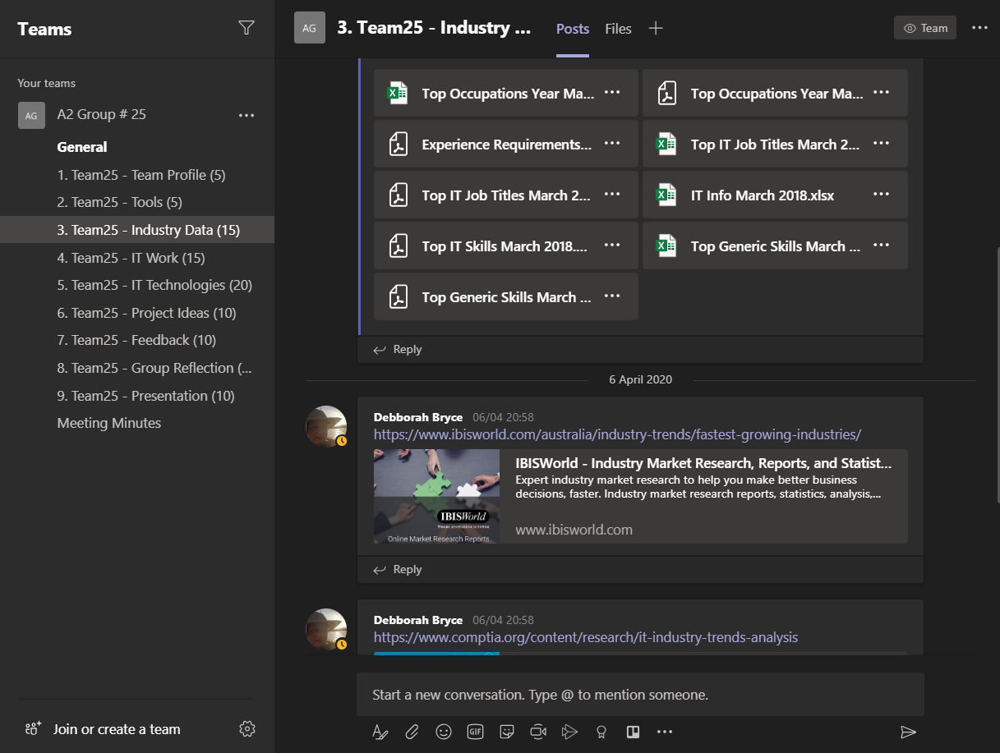 Teams
Your teams
AG
A2 Group # 25
General
1. Team25 - Team Profile (5)
2. Team25 - Tools (5)
3. Team25 - Industry Data (15)
4. Team25 - IT Work (15)
5. Team25 - IT Technologies (20)
6. Team25 - Project Ideas (10)
7. Team25 - Feedback (10)
8. Team25 - Group Reflection (...
9. Team25 - Presentation (10)
Meeting Minutes
Join or create a team
AG
3. Team25 - Industry ...
Posts
Files
Team
Top Occupations Year Ma...
Top Occupations Year Ma...
Experience Requirements...
Top IT Job Titles March 2...
Top IT Job Titles March 2...
IT Info March 2018.xlsx
Top IT Skills March 2018....
Top Generic Skills March ...
Top Generic Skills March ...
Reply
6 April 2020
Debborah Bryce 06/04 20:58
https://www.ibisworld.com/australia/industry-trends/fastest-growing-industries/
IBISWorld
WHERE KNOWLEDGE IS POWER
Online Market Research Reports
IBISWorld - Industry Market Research, Reports, and Statist...
Expert industry market research to help you make better business
decisions, faster. Industry market research reports, statistics, analysis,...
www.ibisworld.com
Reply
Debborah Bryce 06/04 20:58
https://www.comptia.org/content/research/it-industry-trends-analysis
Start a new conversation. Type @ to mention someone.
GIF